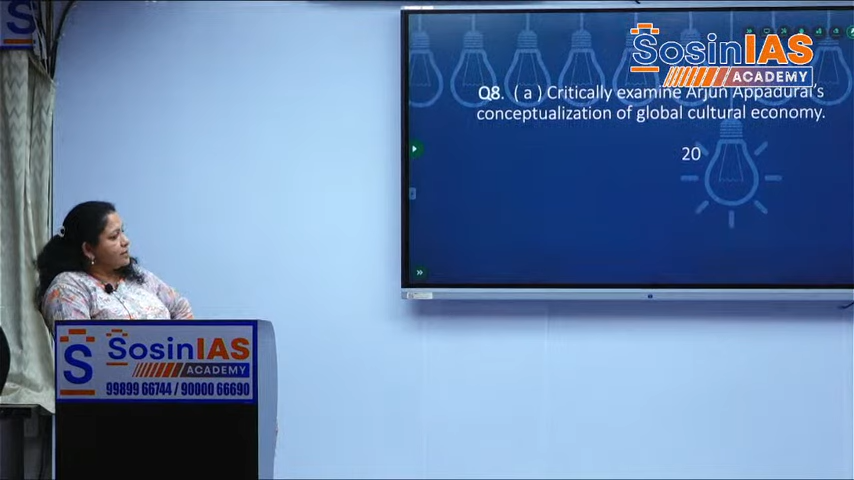 S
SosinIAS
ACADEMY
Q8. ( a ) Critically examine Arjun Appadurai's
conceptualization of global cultural economy.
20
S
SosinIAS
ACADEMY
99899 66744 / 90000 66690